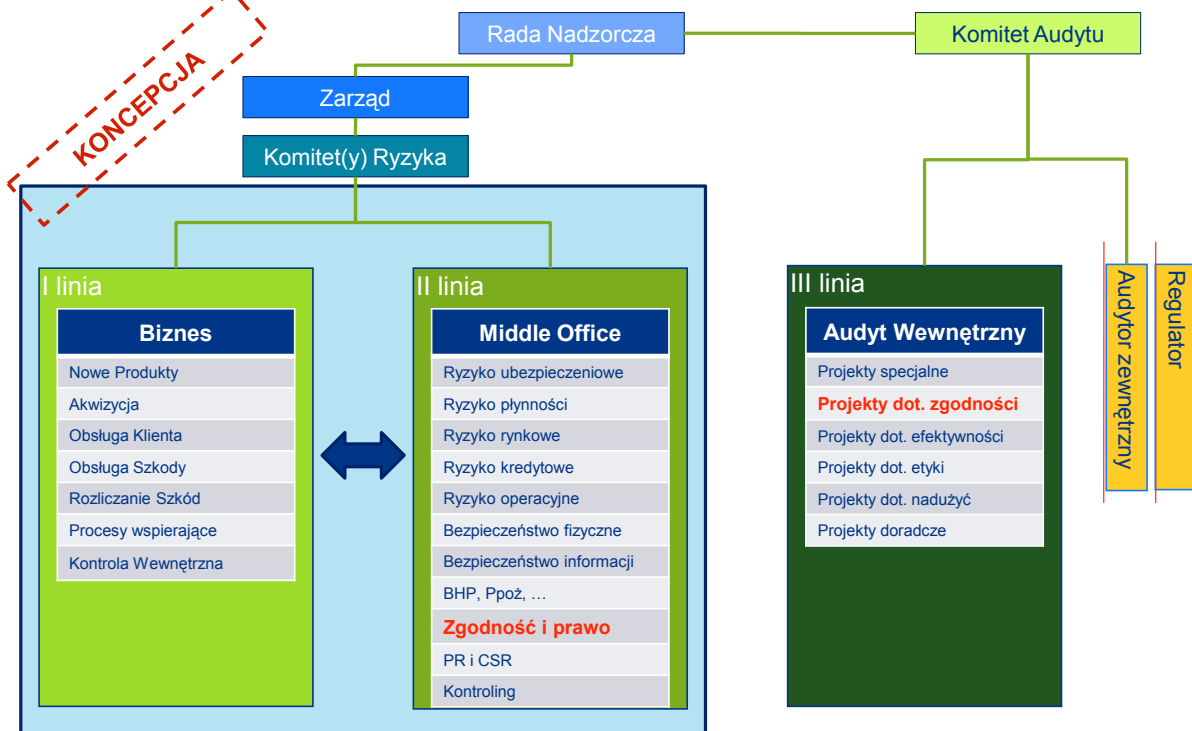 KONCEPCJA
Rada Nadzorcza
Komitet Audytu
Zarząd
Komitet(y) Ryzyka
I linia
Biznes
Nowe Produkty
Akwizycja
Obsługa Klienta
Obsługa Szkody
Rozliczanie Szkód
Procesy wspierające
Kontrola Wewnętrzna
II linia
Middle Office
Ryzyko ubezpieczeniowe
Ryzyko płynności
Ryzyko rynkowe
Ryzyko kredytowe
Ryzyko operacyjne
Bezpieczeństwo fizyczne
Bezpieczeństwo informacji
BHP, Ppoż, …
Zgodność i prawo
PR i CSR
Kontroling
III linia
Audyt Wewnętrzny
Projekty specjalne
Projekty dot. zgodności
Projekty dot. efektywności
Projekty dot. etyki
Projekty dot. nadużyć
Projekty doradcze
Audytor zewnętrzny
Regulator